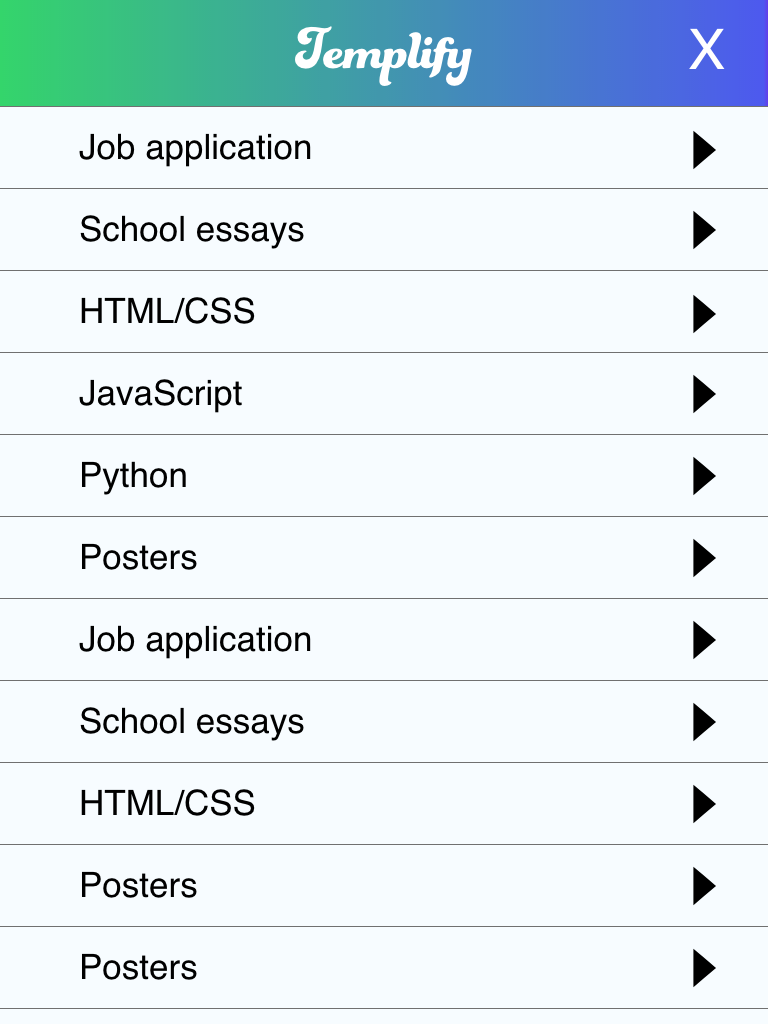 Templify
X
Job application
School essays
HTML/CSS
JavaScript
Python
Posters
Job application
School essays
HTML/CSS
Posters
Posters